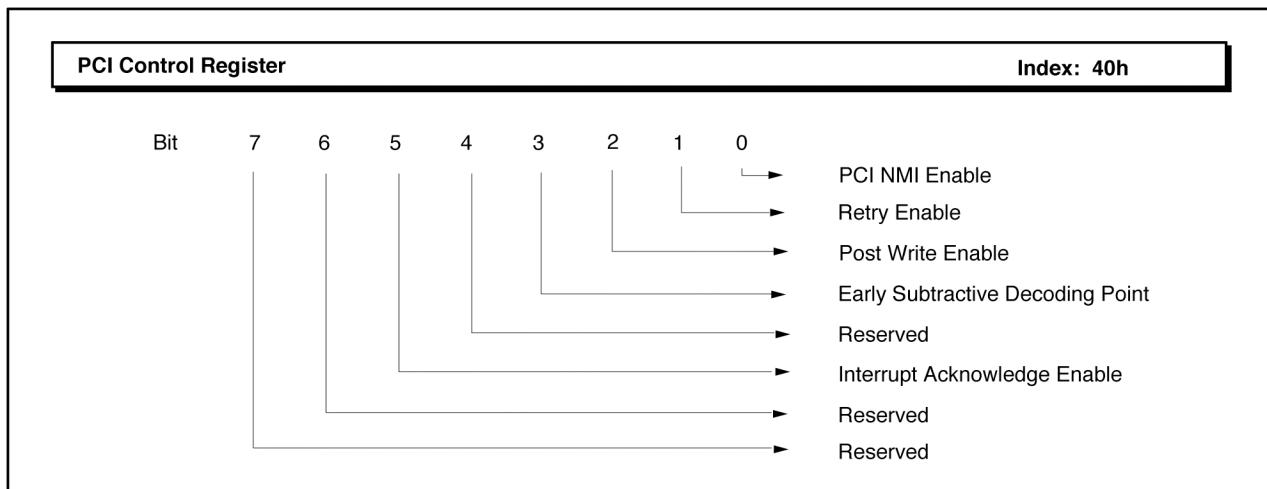 PCI Control Register Index: 40h
Bit 7 6 5 4 3 2 1 0
PCI NMI Enable
Retry Enable
Post Write Enable
Early Subtractive Decoding Point
Reserved
Interrupt Acknowledge Enable
Reserved
Reserved